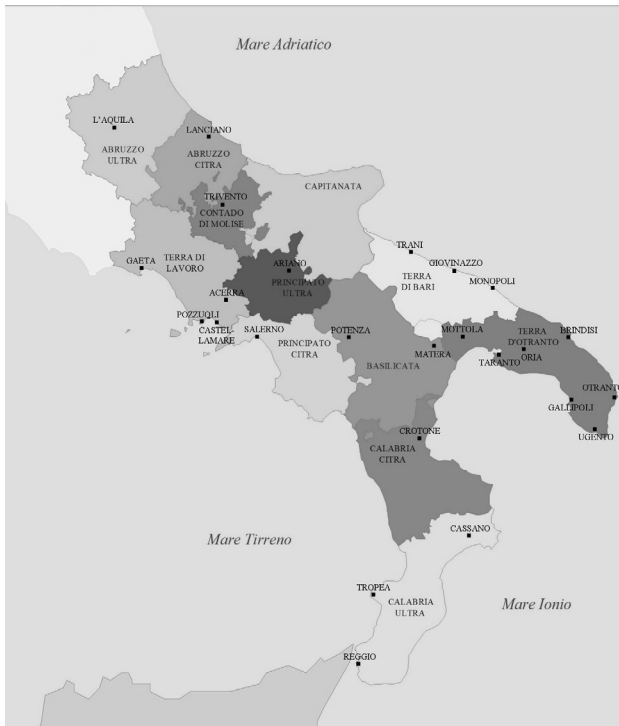 Mare Adriatico
L'AQUILA
ABRUZZO
ULTRA
LANCIANO
ABRUZZO
CITRA
TRIVENTO
CONTADO
DI MOLISE
CAPITANATA
GAETA
TERRA DI
LAVORO
ARIANO
PRINCIPATO
ULTRA
TRANI
GIOVINAZZO
TERRA
DI BARI
MONOPOLI
ACERRA
POZZUOLI
CASTEL-
LAMARE
SALERNO
PRINCIPATO
CITRA
POTENZA
BASILICATA
MATERA
MOTTOLA
TERRA
D'OTRANTO
BRINDISI
ORIA
TARANTO
OTRANTO
GALLIPOLI
UGENTO
CROTONE
CALABRIA
CITRA
CASSANO
Mare Tirreno
TROPEA
CALABRIA
ULTRA
Mare Ionio
REGGIO